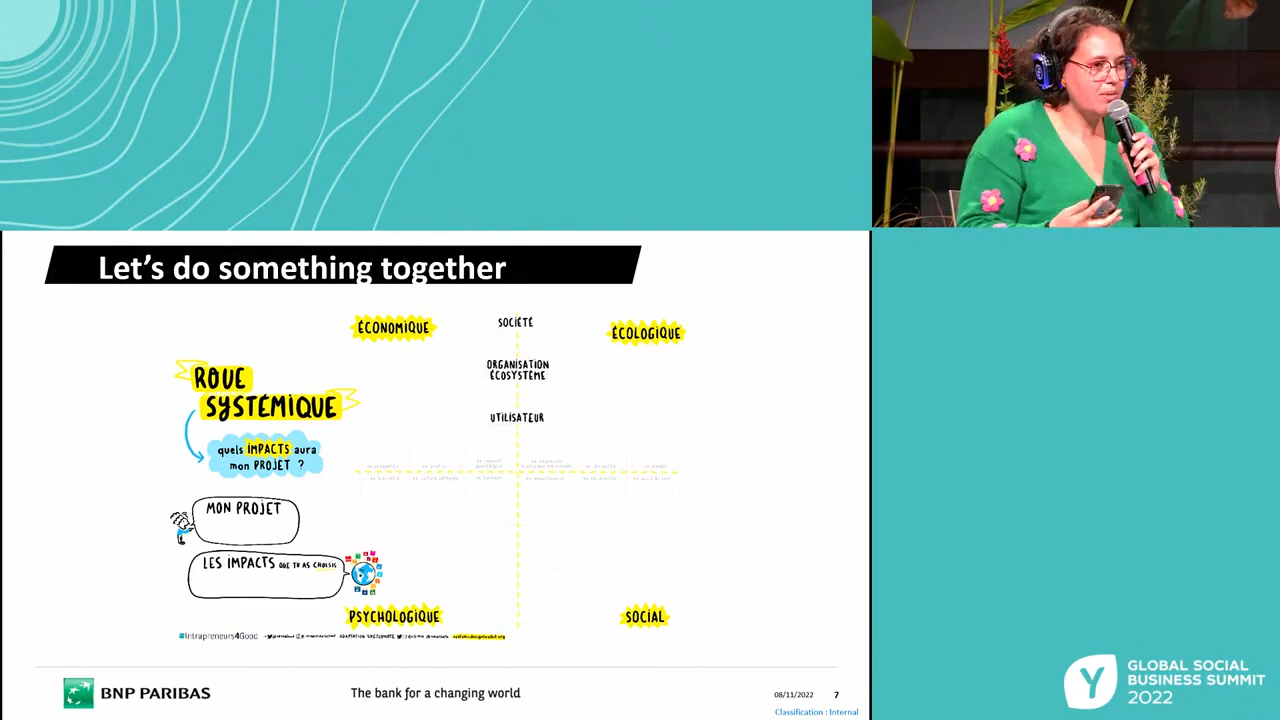 Let's do something together
ÉCONOMIQUE
SOCIÉTÉ
ÉCOLOGIQUE
ORGANISATION
ÉCOSYSTÈME
ROUE
SYSTÉMIQUE
UTILISATEUR
quels IMPACTS aura
mon PROJET ?
MON PROJET
LES IMPACTS QUE TU AS CHOISIS
PSYCHOLOGIQUE
SOCIAL
#Intrapreneurs4Good
ADAPTATION SKETCHNOTE
BNP PARIBAS
The bank for a changing world
08/11/2022 7
Classification : Internal
Y
GLOBAL SOCIAL
BUSINESS SUMMIT
2022